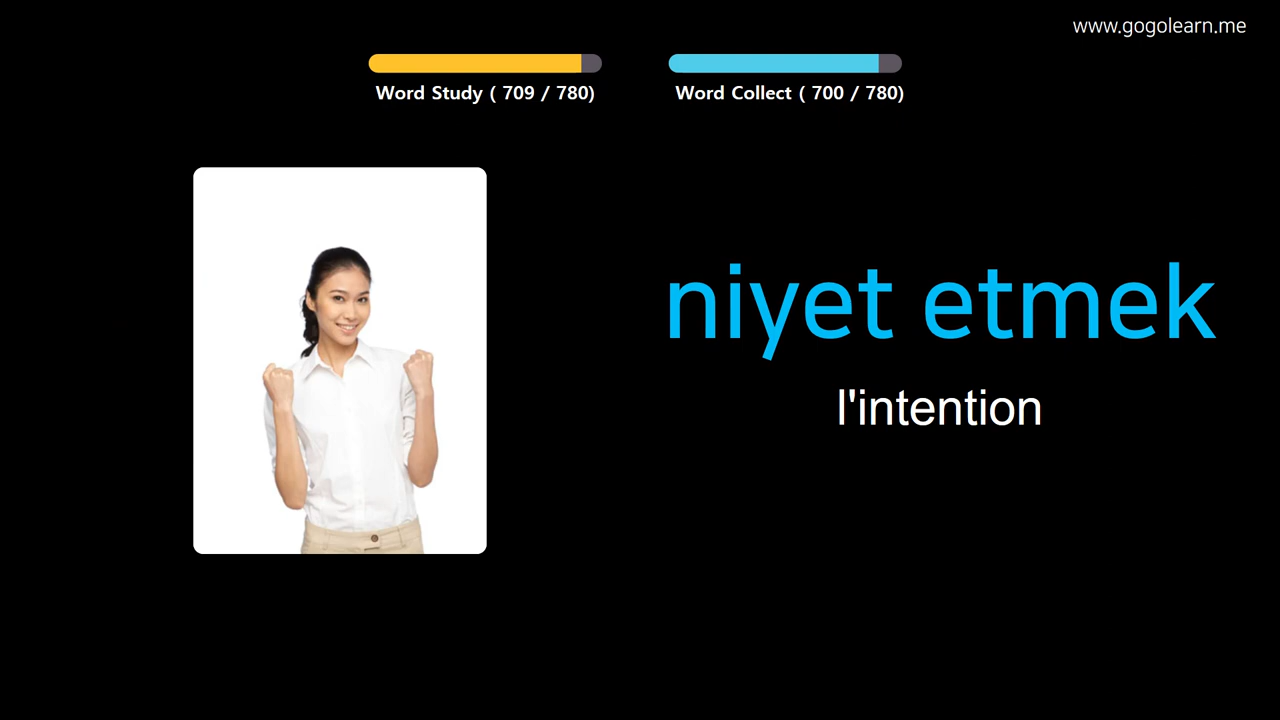 www.gogolearn.me
Word Study ( 709 / 780)
Word Collect ( 700 / 780)
niyet etmek
l'intention